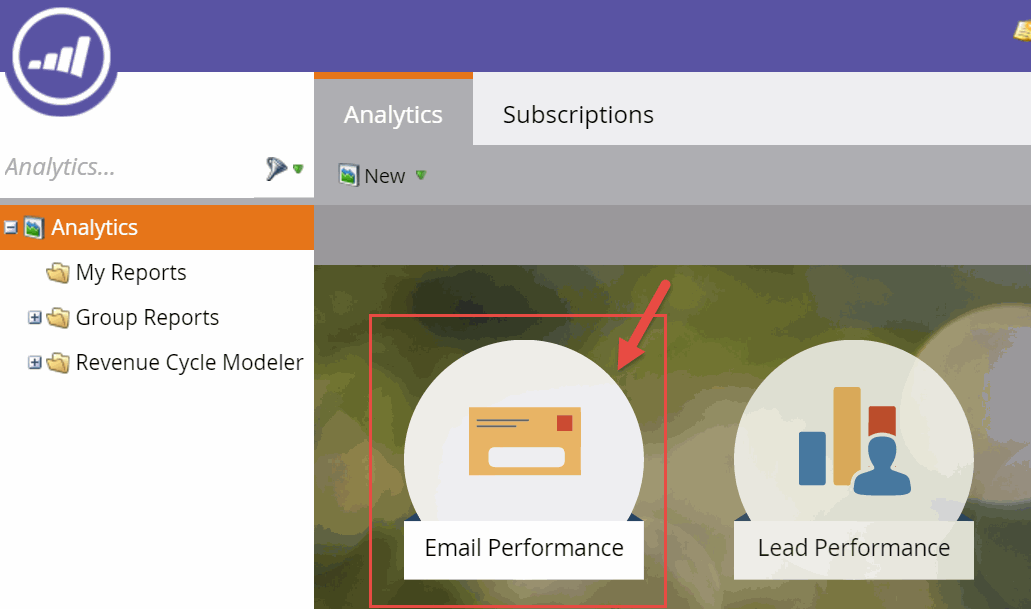 Analytics
Subscriptions
Analytics...
New
Analytics
My Reports
Group Reports
Revenue Cycle Modeler
Email Performance
Lead Performance